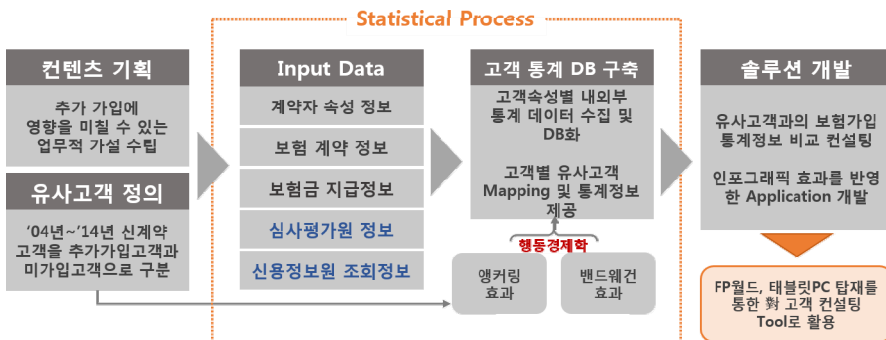 Statistical Process
컨텐츠 기획
추가 가입에
영향을 미칠 수 있는
업무적 가설 수립
유사고객 정의
‘04년~’14년 신계약
고객을 추가가입고객과
미가입고객으로 구분
Input Data
계약자 속성 정보
보험 계약 정보
보험금 지급정보
심사평가원 정보
신용정보원 조회정보
고객 통계 DB 구축
고객속성별 내외부
통계 데이터 수집 및
DB화
고객별 유사고객
Mapping 및 통계정보
제공
행동경제학
앵커링
효과
밴드웨건
효과
솔루션 개발
유사고객과의 보험가입
통계정보 비교 컨설팅
인포그래픽 효과를 반영
한 Application 개발
FP월드, 태블릿PC 탑재를
통한 對 고객 컨설팅
Tool로 활용